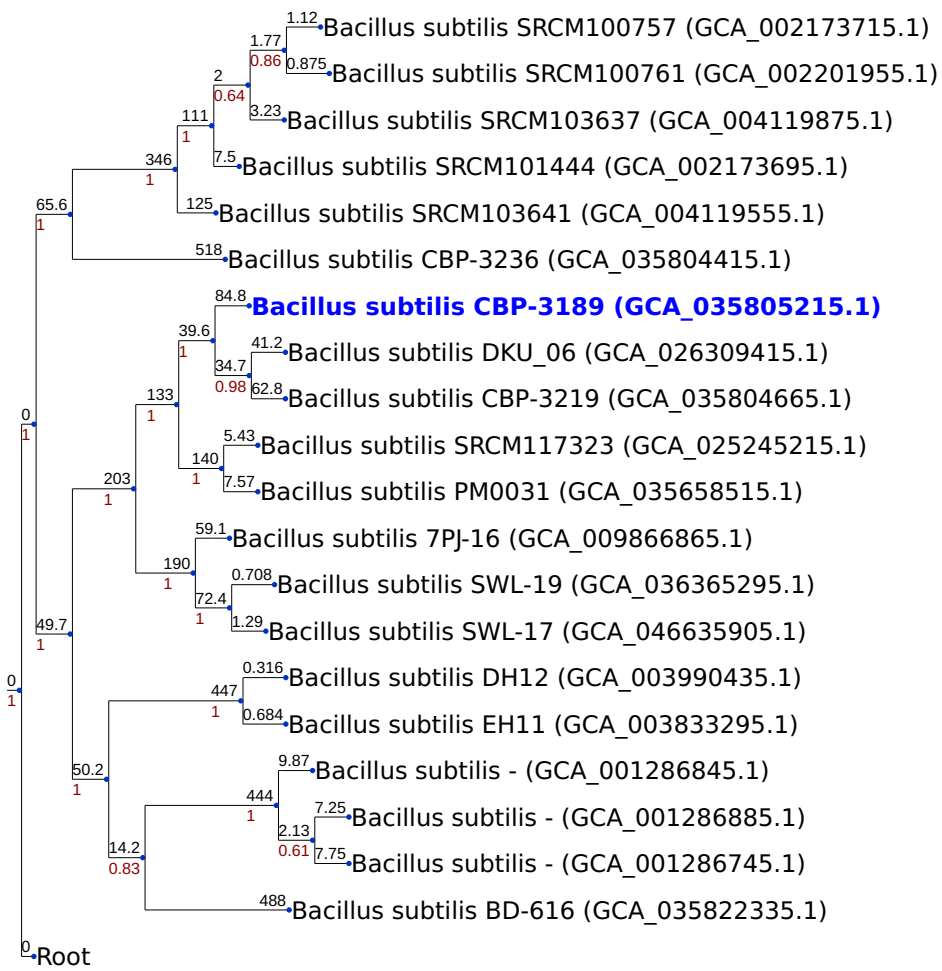 1.12 Bacillus subtilis SRCM100757 (GCA_002173715.1)
1.77
0.86
0.875 Bacillus subtilis SRCM100761 (GCA_002201955.1)
2
0.64
3.23 Bacillus subtilis SRCM103637 (GCA_004119875.1)
111
1
7.5 Bacillus subtilis SRCM101444 (GCA_002173695.1)
346
1
125 Bacillus subtilis SRCM103641 (GCA_004119555.1)
65.6
1
518 Bacillus subtilis CBP-3236 (GCA_035804415.1)
84.8 Bacillus subtilis CBP-3189 (GCA_035805215.1)
39.6
1
41.2 Bacillus subtilis DKU_06 (GCA_026309415.1)
34.7
0.98
62.8 Bacillus subtilis CBP-3219 (GCA_035804665.1)
133
1
0
1
5.43 Bacillus subtilis SRCM117323 (GCA_025245215.1)
140
1
7.57 Bacillus subtilis PM0031 (GCA_035658515.1)
203
1
59.1 Bacillus subtilis 7PJ-16 (GCA_009866865.1)
190
1
0.708 Bacillus subtilis SWL-19 (GCA_036365295.1)
72.4
1
1.29 Bacillus subtilis SWL-17 (GCA_046635905.1)
49.7
1
0.316 Bacillus subtilis DH12 (GCA_003990435.1)
0
1
447
1
0.684 Bacillus subtilis EH11 (GCA_003833295.1)
9.87 Bacillus subtilis - (GCA_001286845.1)
50.2
1
444
1
7.25 Bacillus subtilis - (GCA_001286885.1)
2.13
0.61
7.75 Bacillus subtilis - (GCA_001286745.1)
14.2
0.83
488 Bacillus subtilis BD-616 (GCA_035822335.1)
0 Root